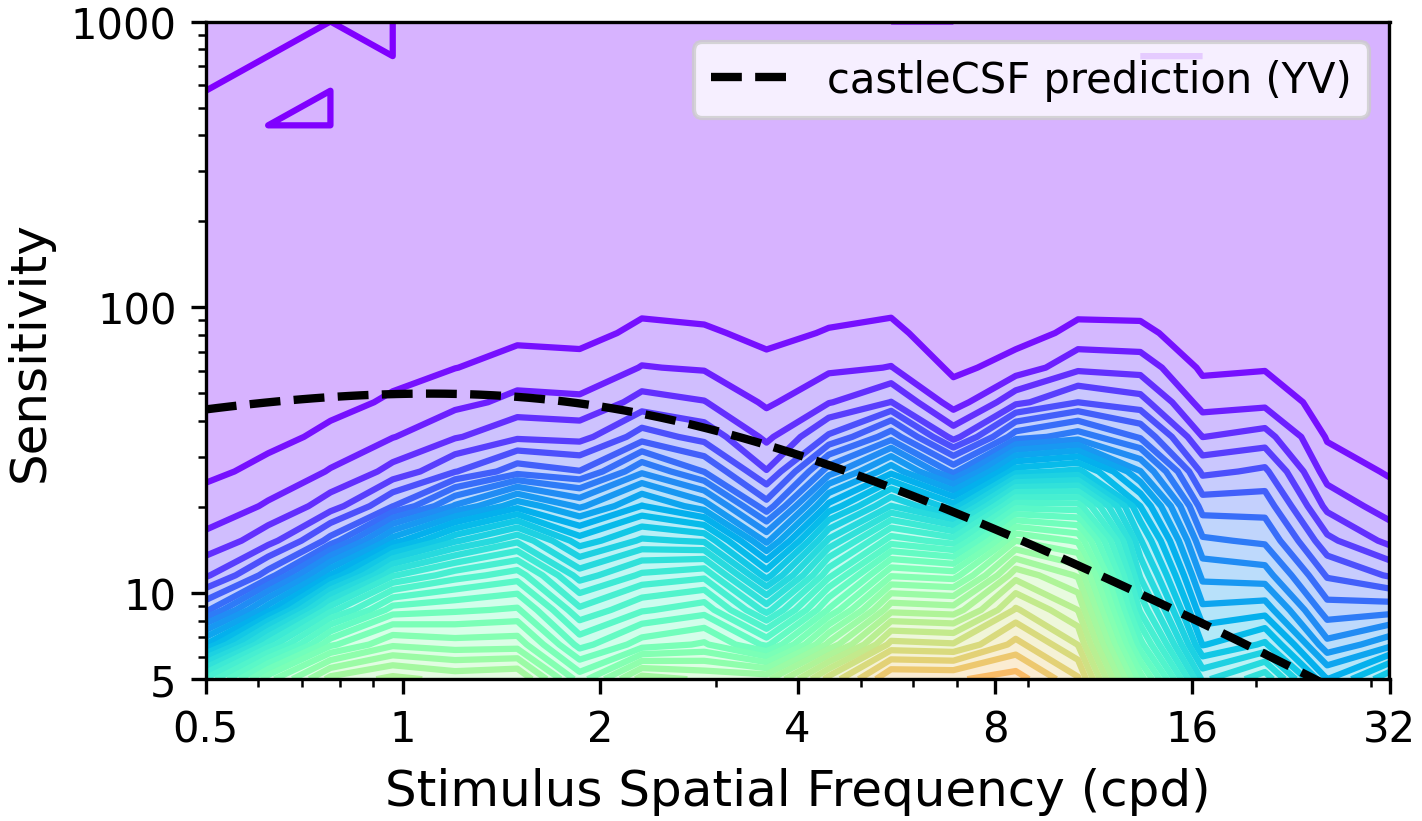 1000
castleCSF prediction (YV)
Sensitivity
100
10
5
0.5 1 2 4 8 16 32
Stimulus Spatial Frequency (cpd)